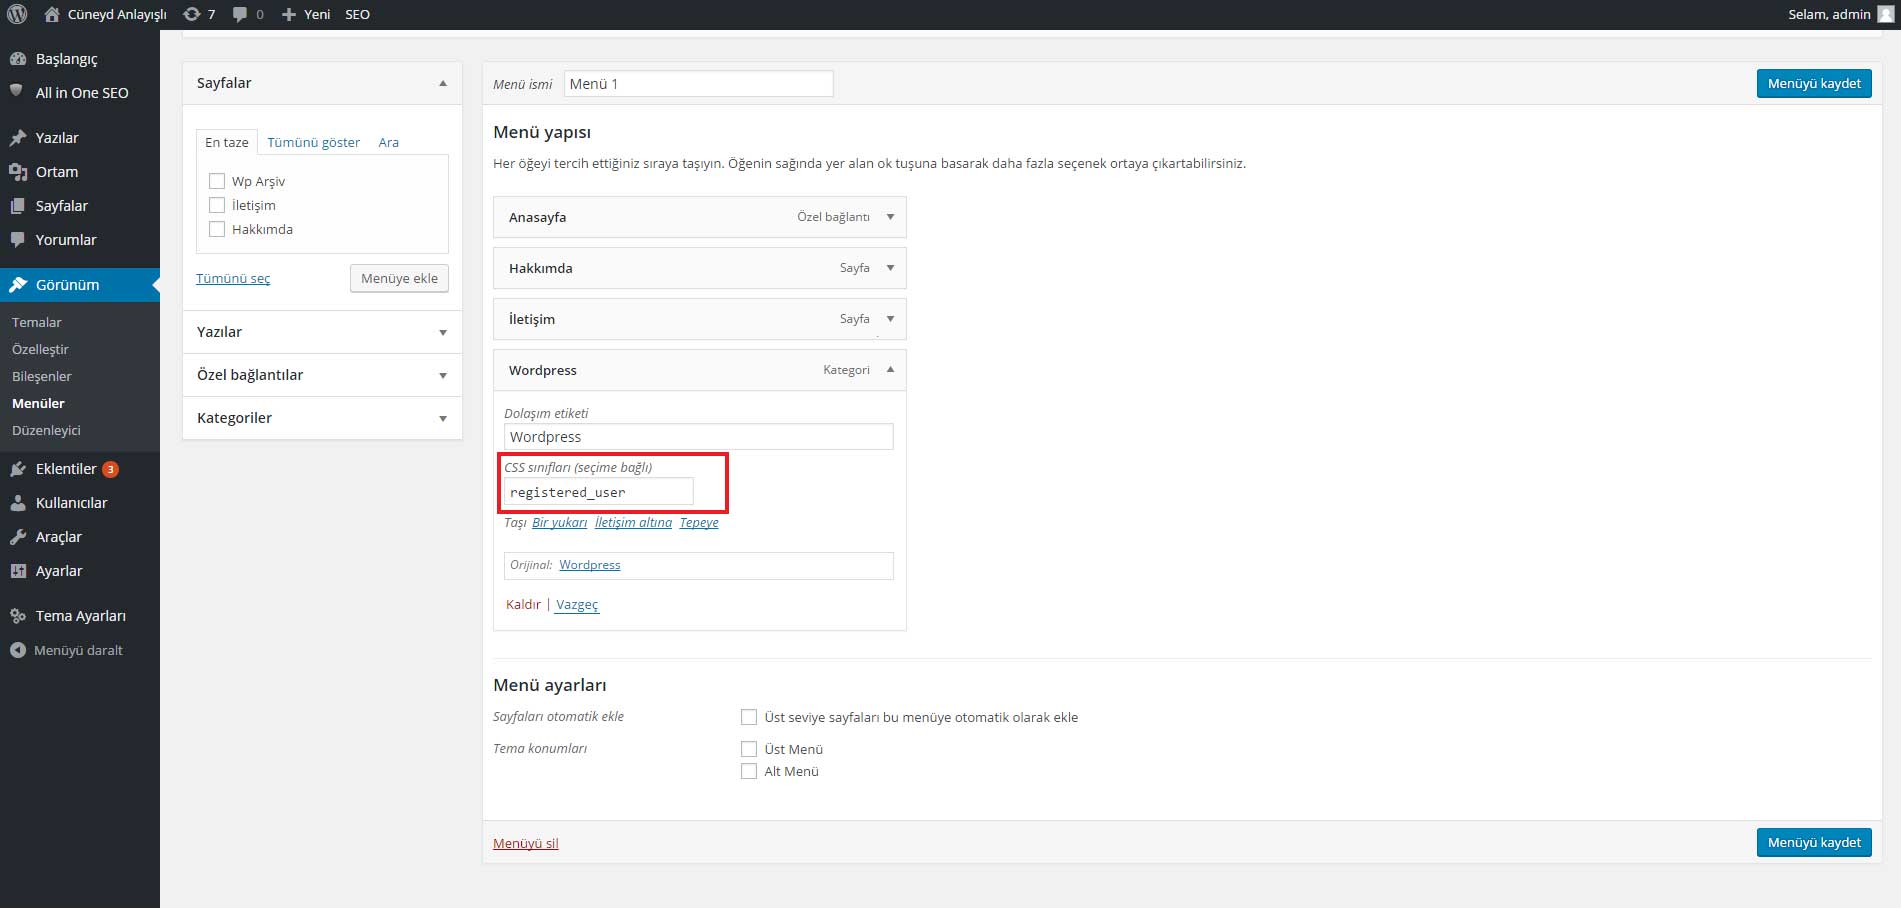 Cüneyd Anlayışlı 7 0 Yeni SEO Selam, admin
Başlangıç
All in One SEO
Yazılar
Ortam
Sayfalar
Yorumlar
Görünüm
Temalar
Özelleştir
Bileşenler
Menüler
Düzenleyici
Eklentiler 3
Kullanıcılar
Araçlar
Ayarlar
Tema Ayarları
Menüyü daralt
Sayfalar
En taze Tümünü göster Ara
Wp Arşiv
İletişim
Hakkımda
Tümünü seç Menüye ekle
Yazılar
Özel bağlantılar
Kategoriler
Menü ismi Menü 1 Menüyü kaydet
Menü yapısı
Her öğeyi tercih ettiğiniz sıraya taşıyın. Öğenin sağında yer alan ok tuşuna basarak daha fazla seçenek ortaya çıkartabilirsiniz.
Anasayfa Özel bağlantı
Hakkımda Sayfa
İletişim Sayfa
Wordpress Kategori
Dolaşım etiketi
Wordpress
CSS sınıfları (seçime bağlı)
registered_user
Taşı Bir yukarı İletişim altına Tepeye
Orijinal: Wordpress
Kaldır | Vazgeç
Menü ayarları
Sayfaları otomatik ekle Üst seviye sayfaları bu menüye otomatik olarak ekle
Tema konumları Üst Menü
Alt Menü
Menüyü sil Menüyü kaydet